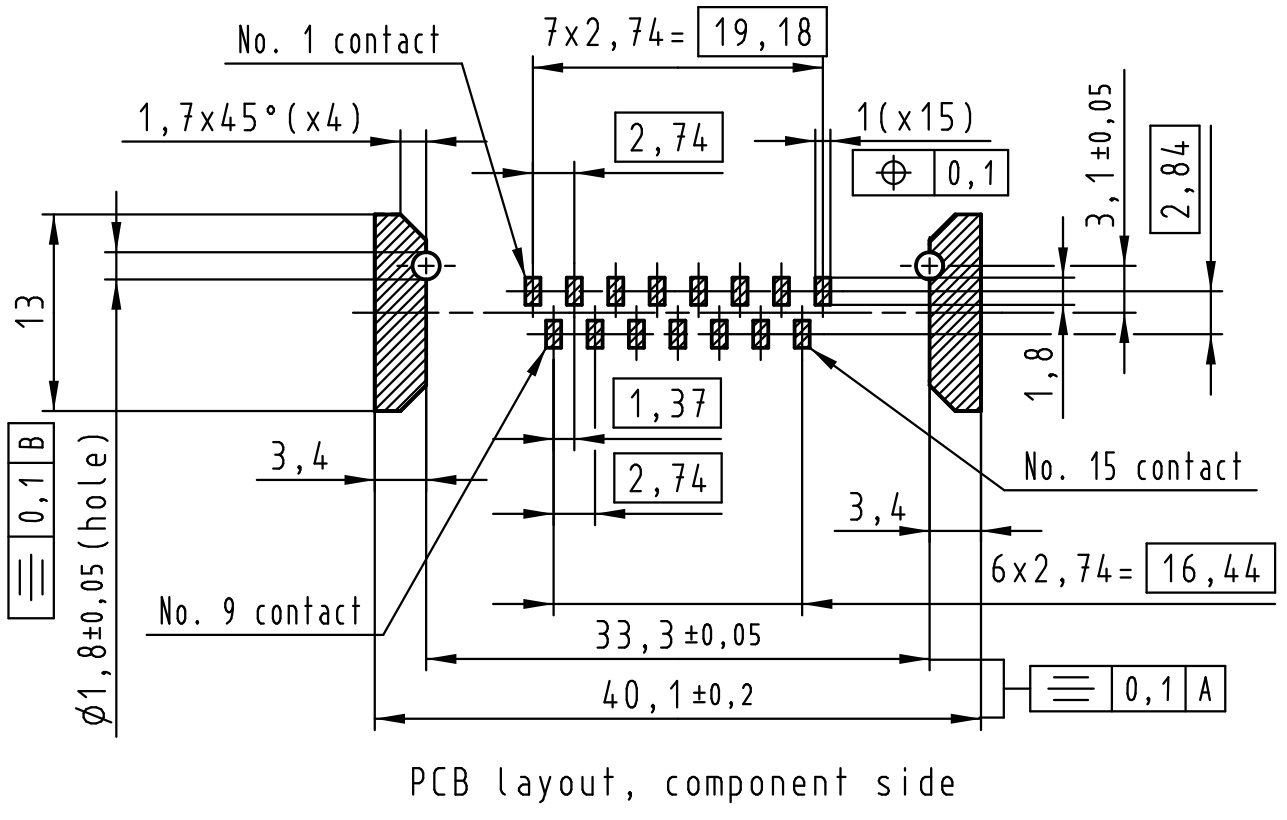 No. 1 contact
7x2,74= 19,18
1,7x45°(x4)
2,74
1(x15)
0,1
3,1±0,05
2,84
13
1,8
1,37
2,74
3,4
No. 15 contact
3,4
0,1 B
Ø1,8±0,05(hole)
6x2,74= 16,44
No. 9 contact
33,3±0,05
40,1±0,2
0,1 A
PCB layout, component side